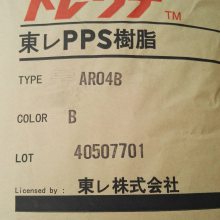 トレリナ™
東レPPS樹脂
TYPE AR04B
COLOR B
LOT 40507701
Licensed by : 東レ株式会社